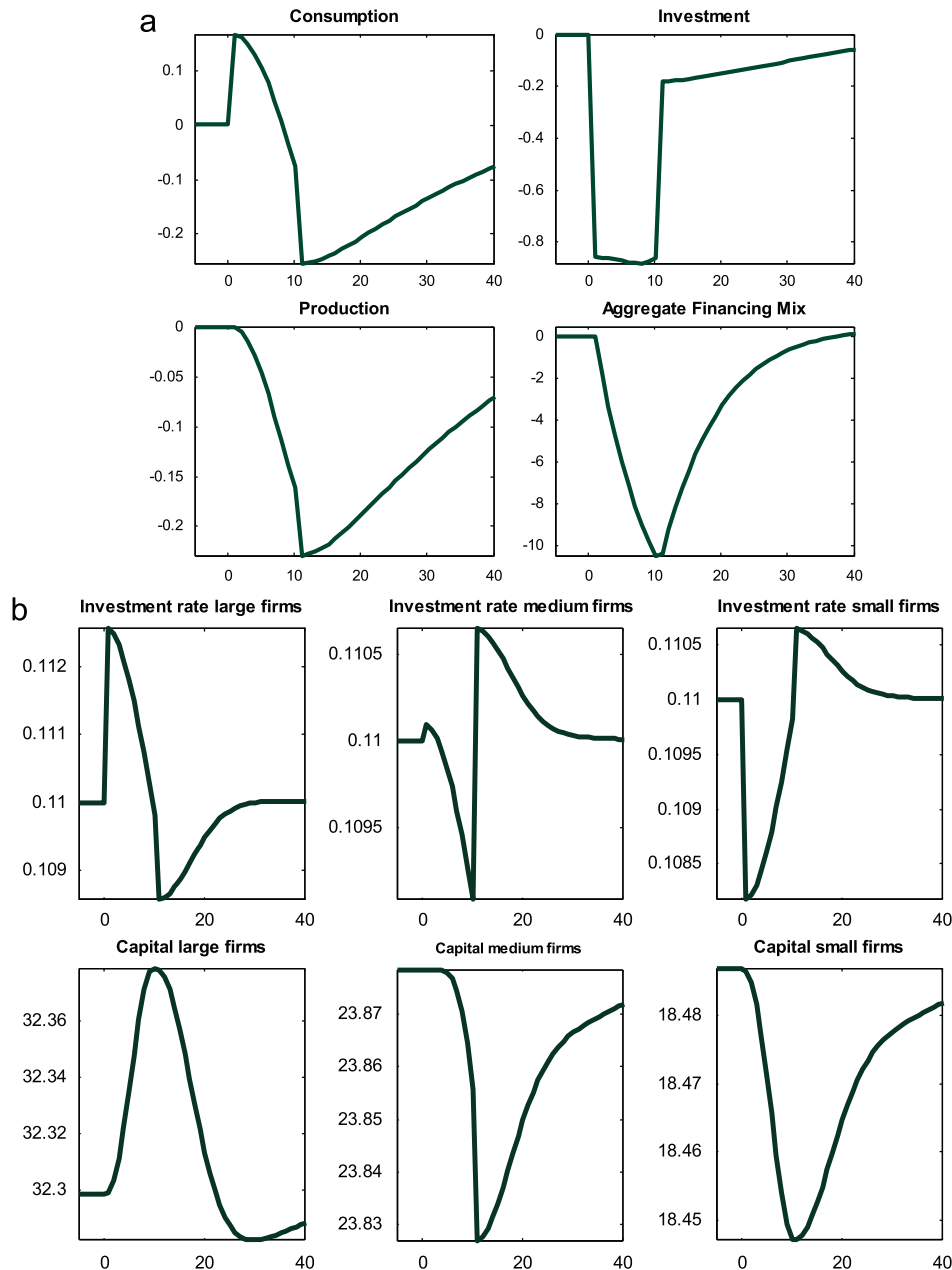 a
Consumption
Investment
0.1
0
-0.1
-0.2
0 10 20 30 40
0
-0.2
-0.4
-0.6
-0.8
0 10 20 30 40
Production
Aggregate Financing Mix
0
-0.05
-0.1
-0.15
-0.2
0 10 20 30 40
0
-2
-4
-6
-8
-10
0 10 20 30 40
b
Investment rate large firms
Investment rate medium firms
Investment rate small firms
0.112
0.111
0.11
0.109
0 20 40
0.1105
0.11
0.1095
0 20 40
0.1105
0.11
0.1095
0.109
0.1085
0 20 40
Capital large firms
Capital medium firms
Capital small firms
32.36
32.34
32.32
32.3
0 20 40
23.87
23.86
23.85
23.84
23.83
0 20 40
18.48
18.47
18.46
18.45
0 20 40